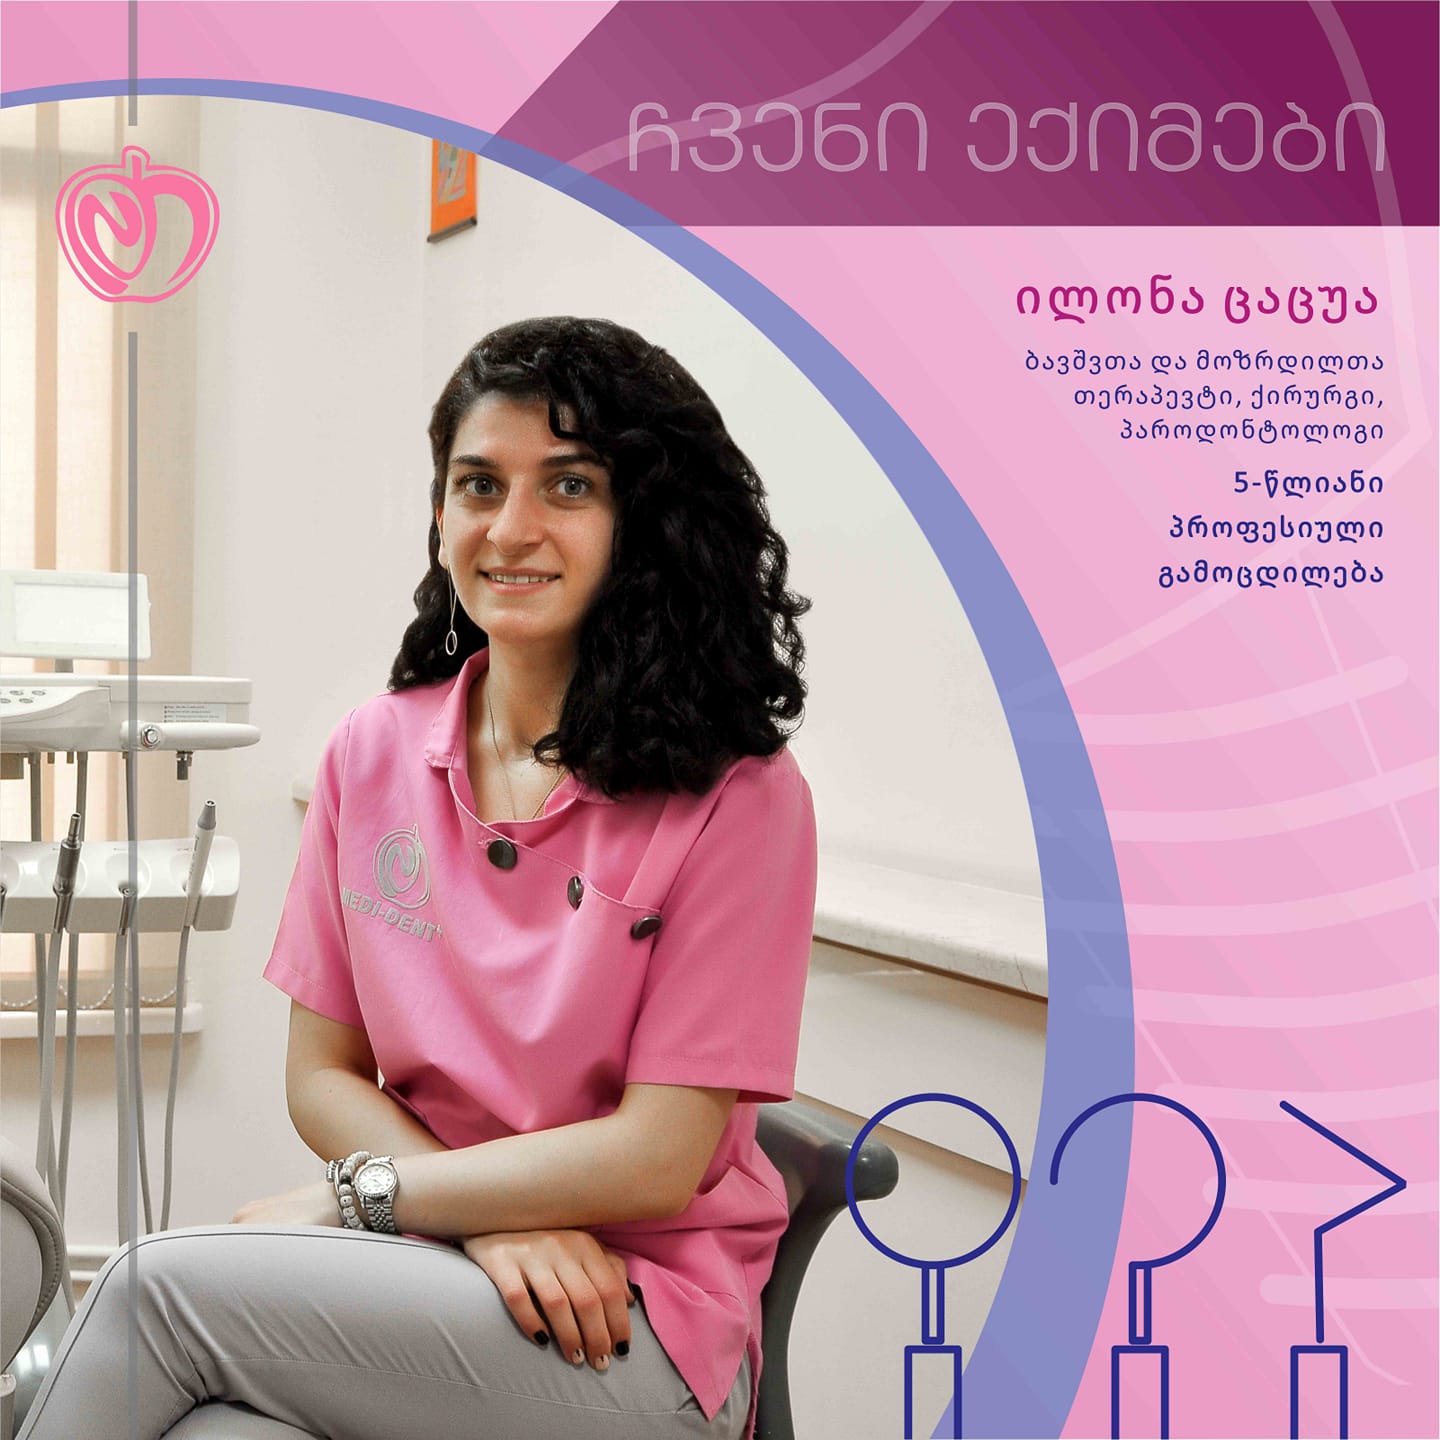 ჩვენი ექიმები
ილონა ცაცუა
ბავშვთა და მოზრდილთა
თერაპევტი, ქირურგი,
პაროდონტოლოგი
5-წლიანი
პროფესიული
გამოცდილება
MEDI-DENT